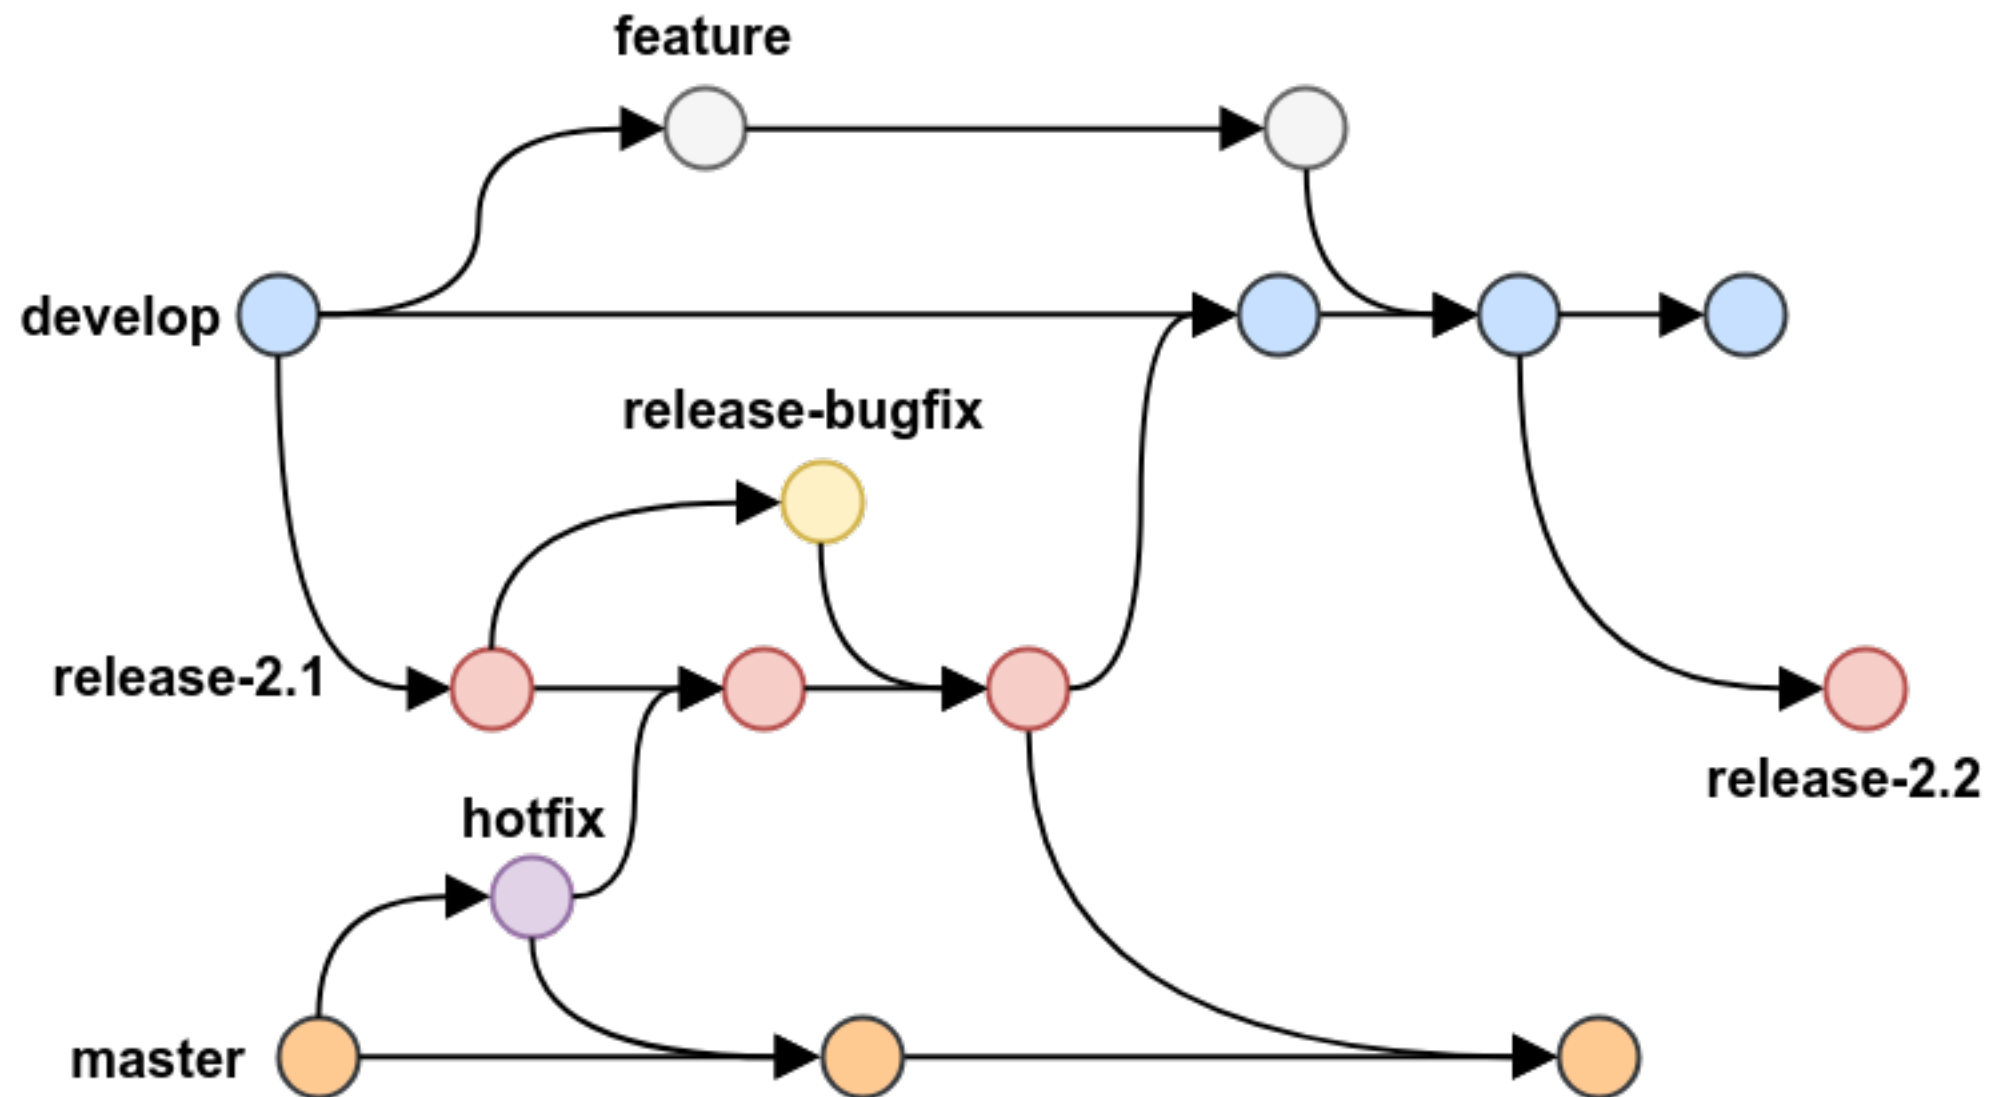 feature
develop
release-bugfix
release-2.1
release-2.2
hotfix
master